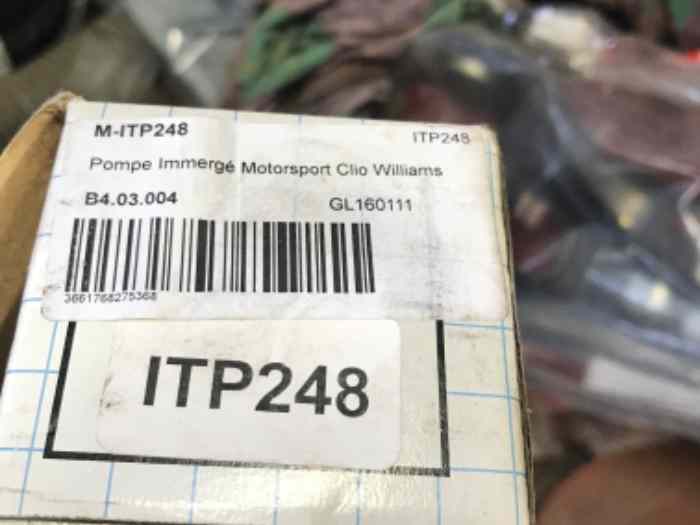 M-ITP248 ITP248
Pompe Immergé Motorsport Clio Williams
B4.03.004 GL160111
3661768275368
ITP248